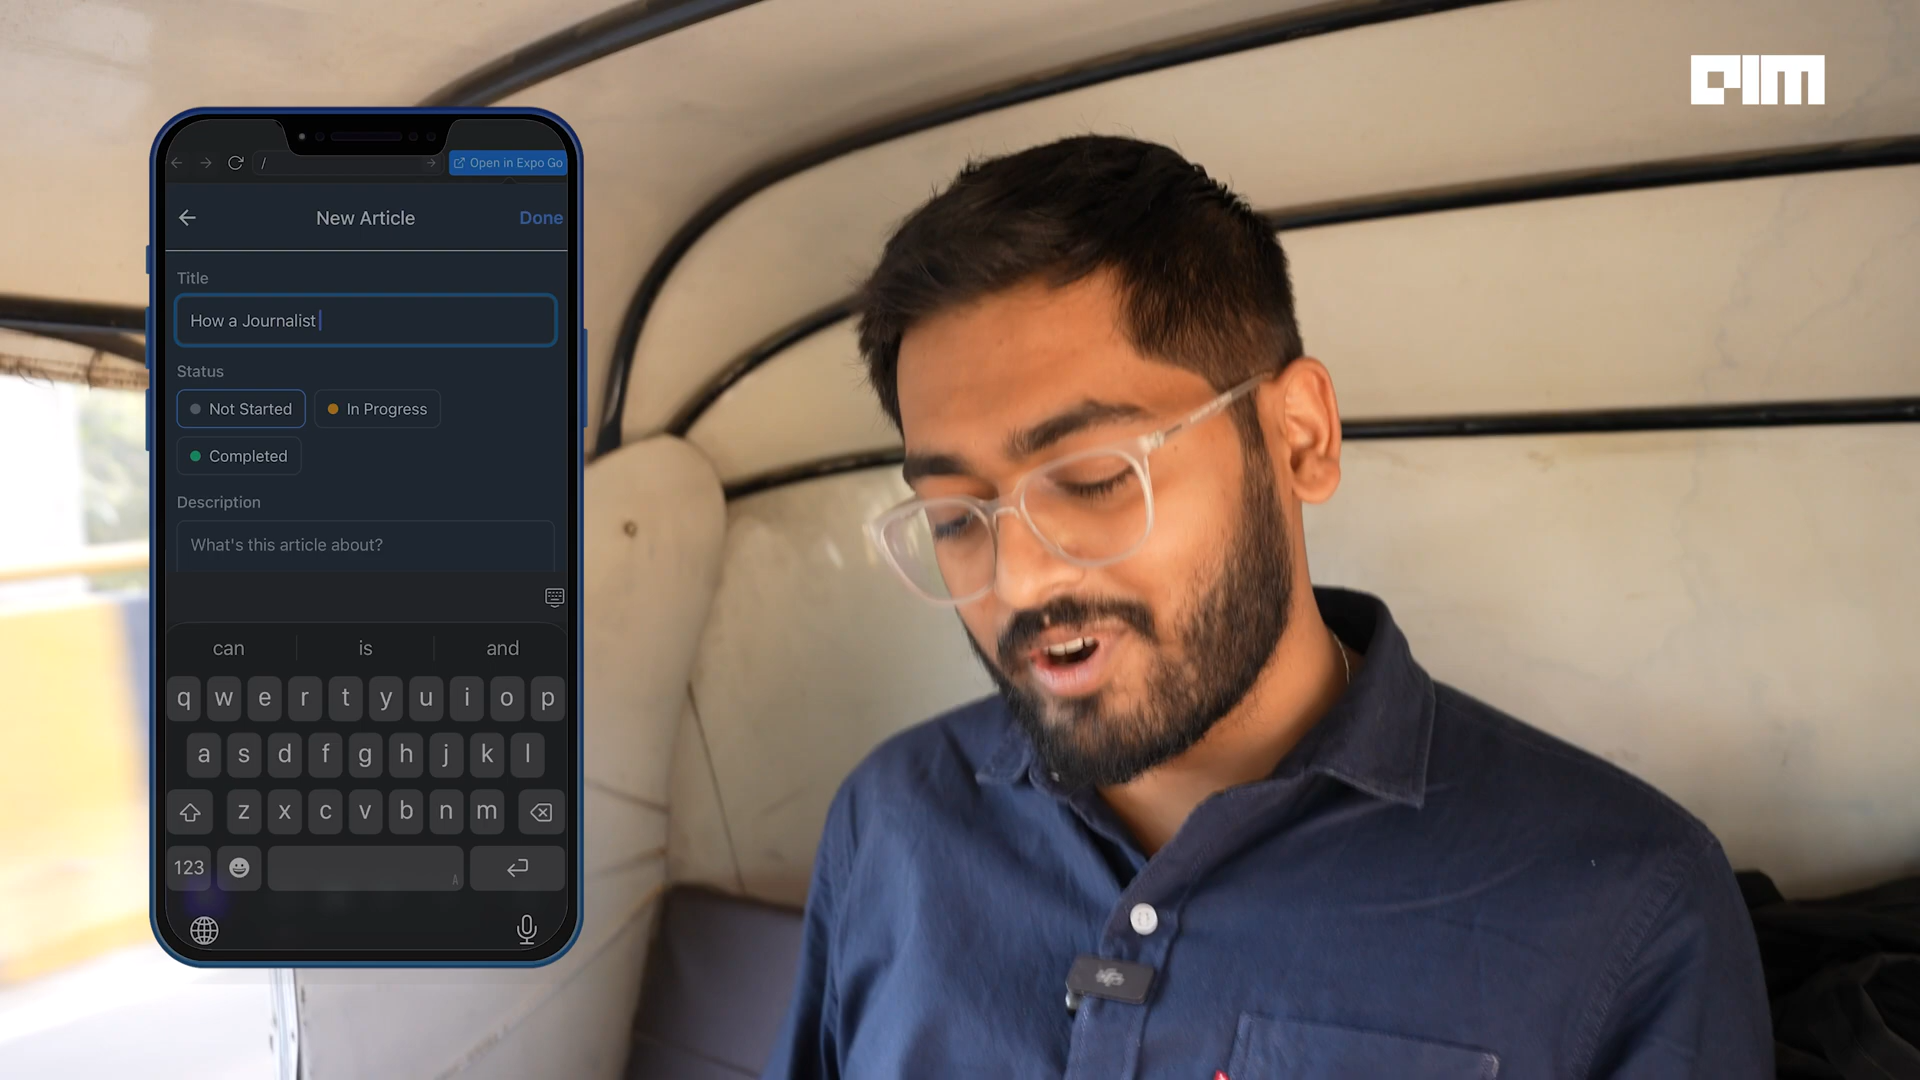 AIM
/
Open in Expo Go
New Article
Done
Title
How a Journalist
Status
Not Started
In Progress
Completed
Description
What's this article about?
can is and
q w e r t y u i o p
a s d f g h j k l
z x c v b n m
123
A